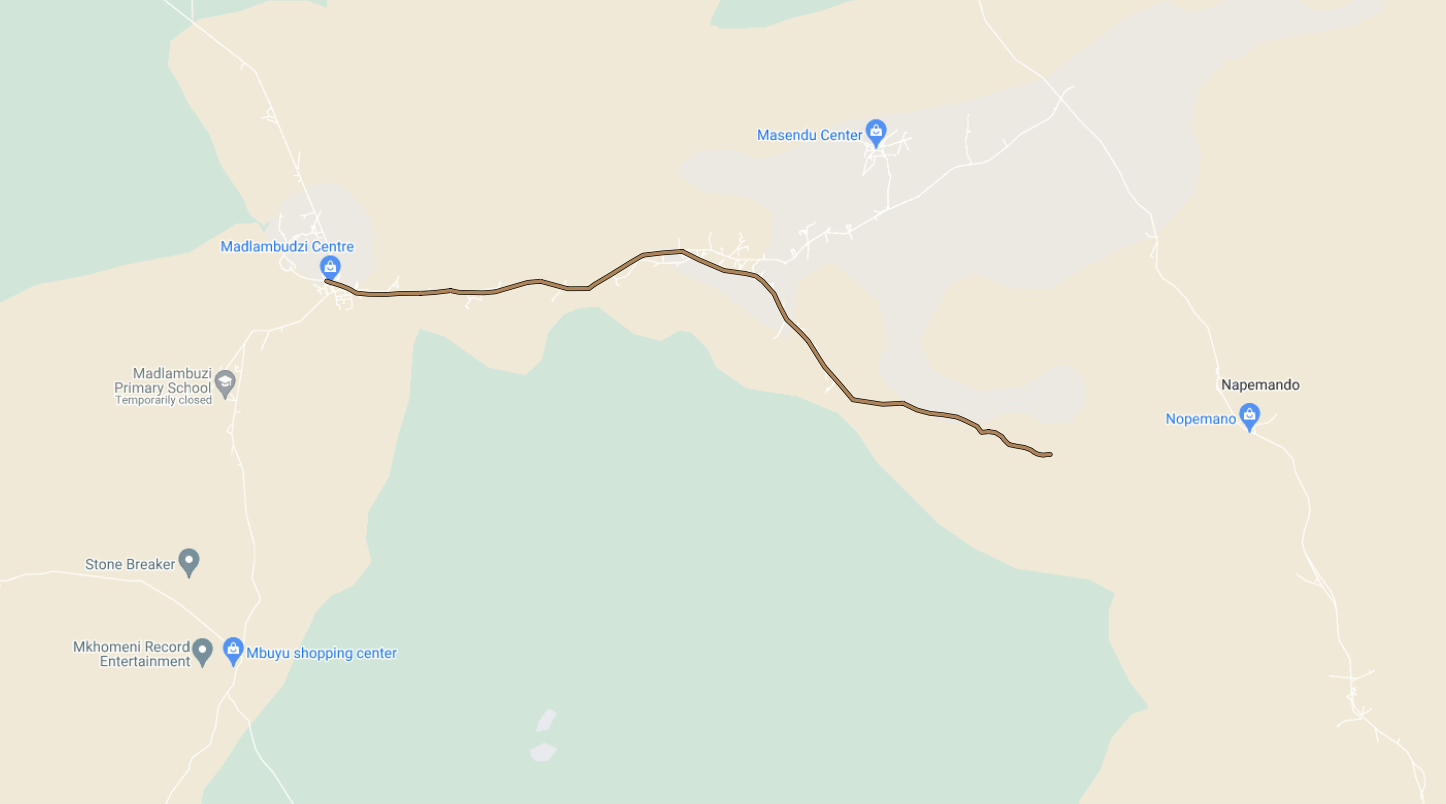 Masendu Center
Madlambudzi Centre
Madlambuzi
Primary School
Temporarily closed
Napemando
Nopemano
Stone Breaker
Mkhomeni Record
Entertainment
Mbuyu shopping center